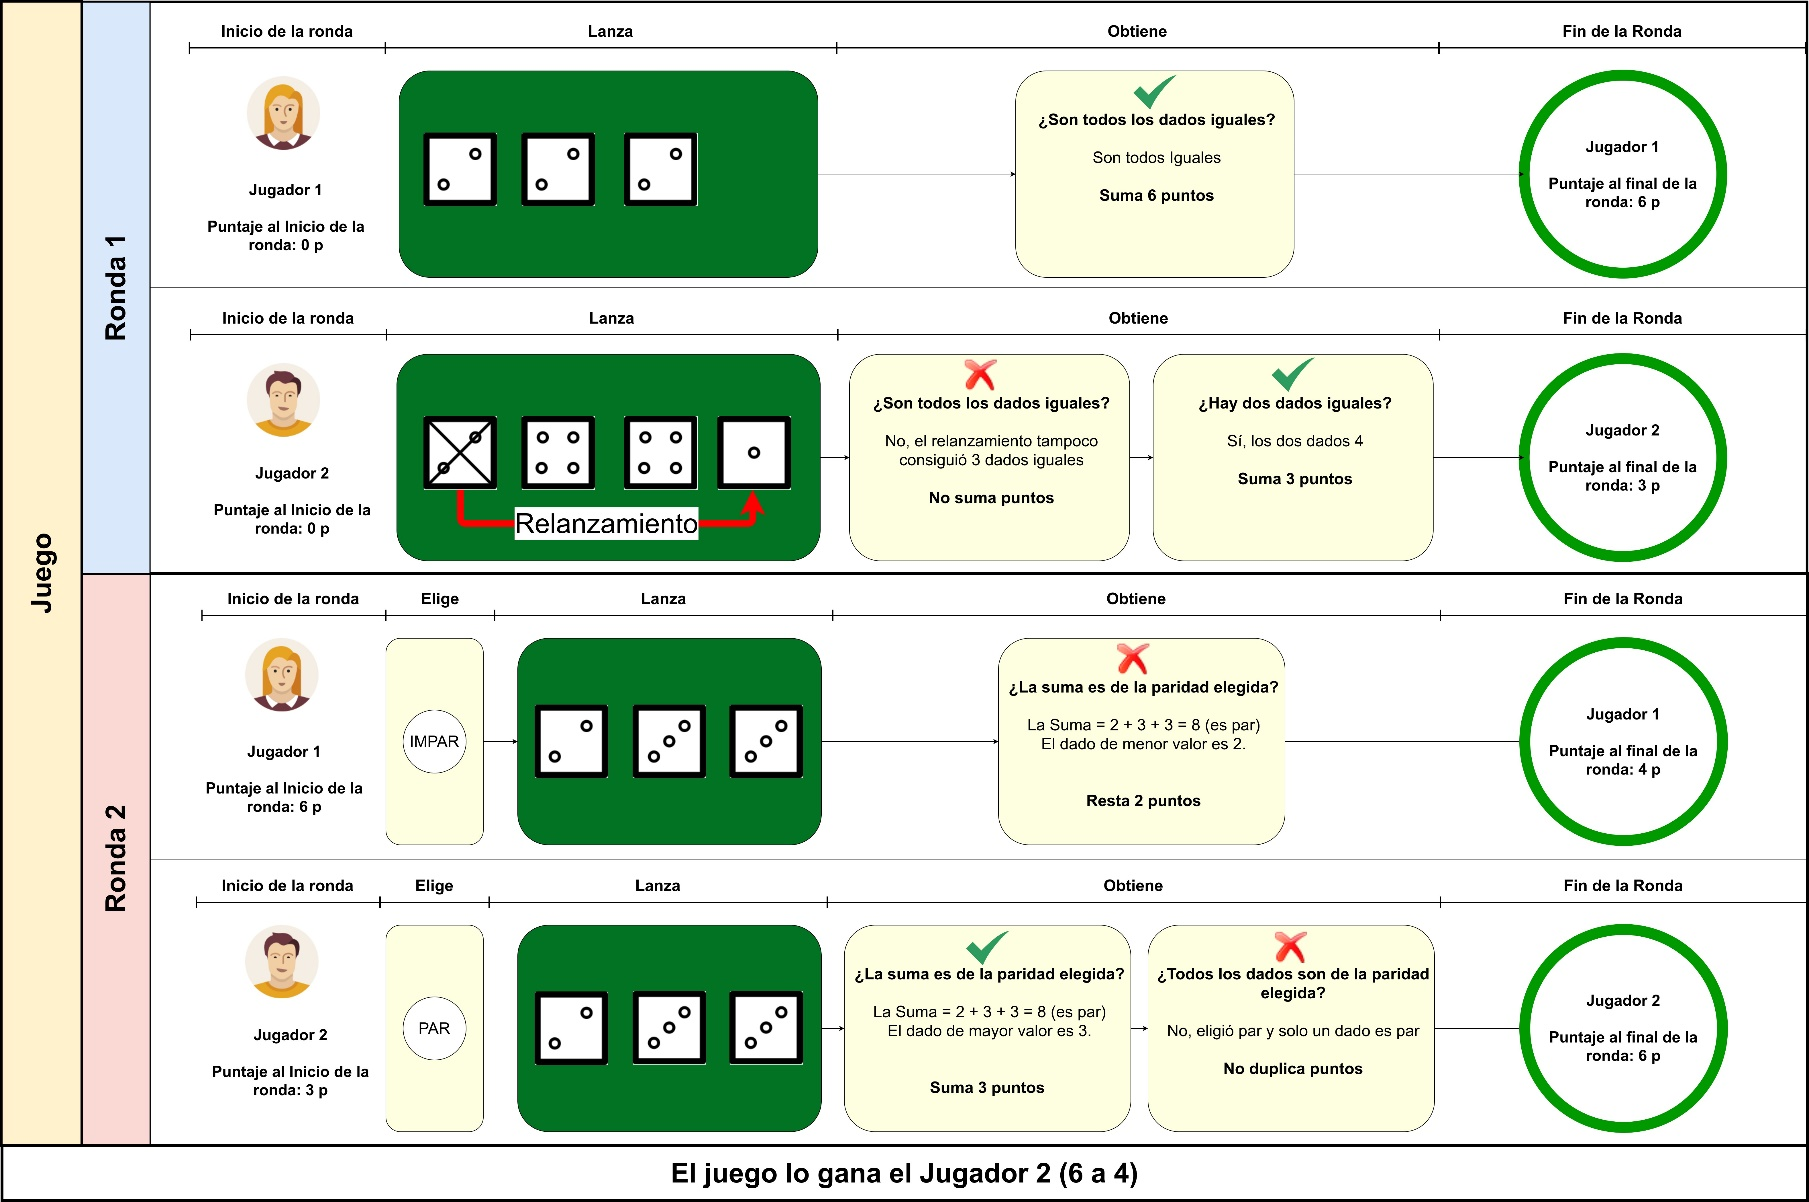 Juego
Ronda 1
Inicio de la ronda
Lanza
Obtiene
Fin de la Ronda
Jugador 1
Puntaje al Inicio de la
ronda: 0 p
¿Son todos los dados iguales?
Son todos Iguales
Suma 6 puntos
Jugador 1
Puntaje al final de la
ronda: 6 p
Inicio de la ronda
Lanza
Obtiene
Fin de la Ronda
Jugador 2
Puntaje al Inicio de la
ronda: 0 p
Relanzamiento
¿Son todos los dados iguales?
No, el relanzamiento tampoco
consiguió 3 dados iguales
No suma puntos
¿Hay dos dados iguales?
Sí, los dos dados 4
Suma 3 puntos
Jugador 2
Puntaje al final de la
ronda: 3 p
Ronda 2
Inicio de la ronda
Elige
Lanza
Obtiene
Fin de la Ronda
Jugador 1
Puntaje al Inicio de la
ronda: 6 p
IMPAR
¿La suma es de la paridad elegida?
La Suma = 2 + 3 + 3 = 8 (es par)
El dado de menor valor es 2.
Resta 2 puntos
Jugador 1
Puntaje al final de la
ronda: 4 p
Inicio de la ronda
Elige
Lanza
Obtiene
Fin de la Ronda
Jugador 2
Puntaje al Inicio de la
ronda: 3 p
PAR
¿La suma es de la paridad elegida?
La Suma = 2 + 3 + 3 = 8 (es par)
El dado de mayor valor es 3.
Suma 3 puntos
¿Todos los dados son de la paridad
elegida?
No, eligió par y solo un dado es par
No duplica puntos
Jugador 2
Puntaje al final de la
ronda: 6 p
El juego lo gana el Jugador 2 (6 a 4)